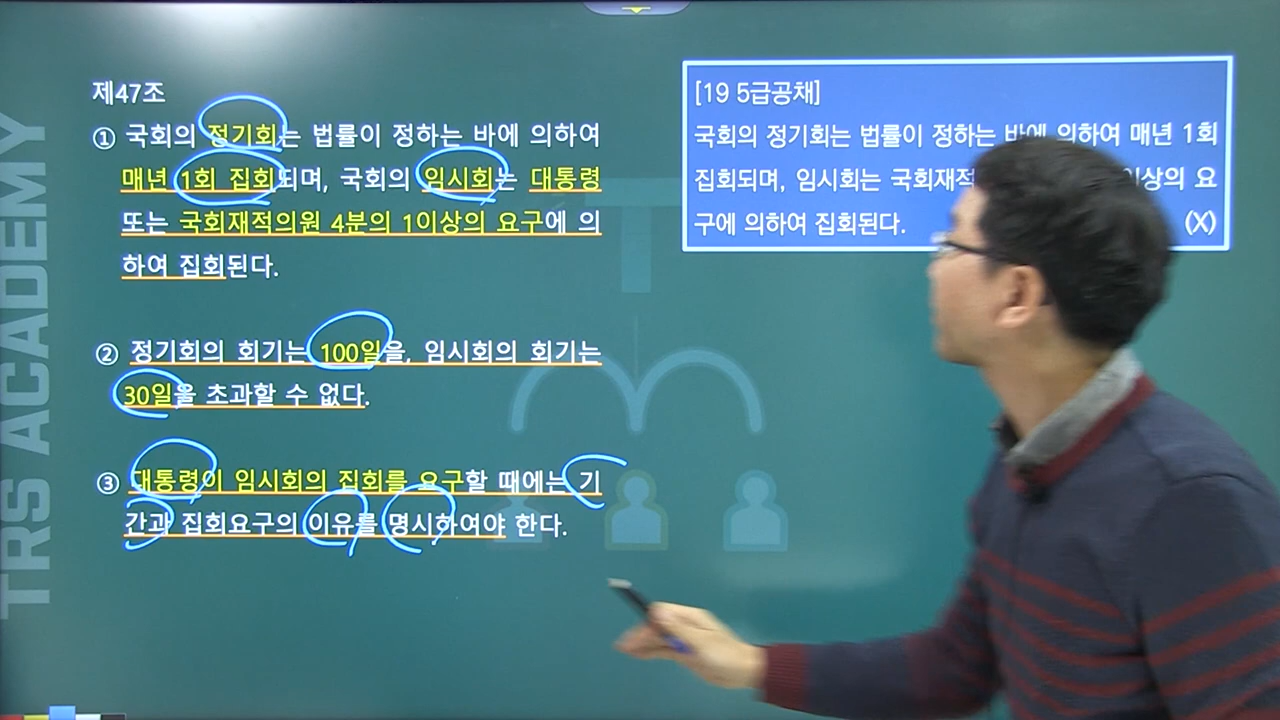 TRS ACADEMY
제47조
① 국회의 정기회는 법률이 정하는 바에 의하여
매년 1회 집회되며, 국회의 임시회는 대통령
또는 국회재적의원 4분의 1이상의 요구에 의
하여 집회된다.
② 정기회의 회기는 100일을, 임시회의 회기는
30일을 초과할 수 없다.
③ 대통령이 임시회의 집회를 요구할 때에는 기
간과 집회요구의 이유를 명시하여야 한다.
[19 5급공채]
국회의 정기회는 법률이 정하는 바에 의하여 매년 1회
집회되며, 임시회는 국회재적 이상의 요
구에 의하여 집회된다. (X)